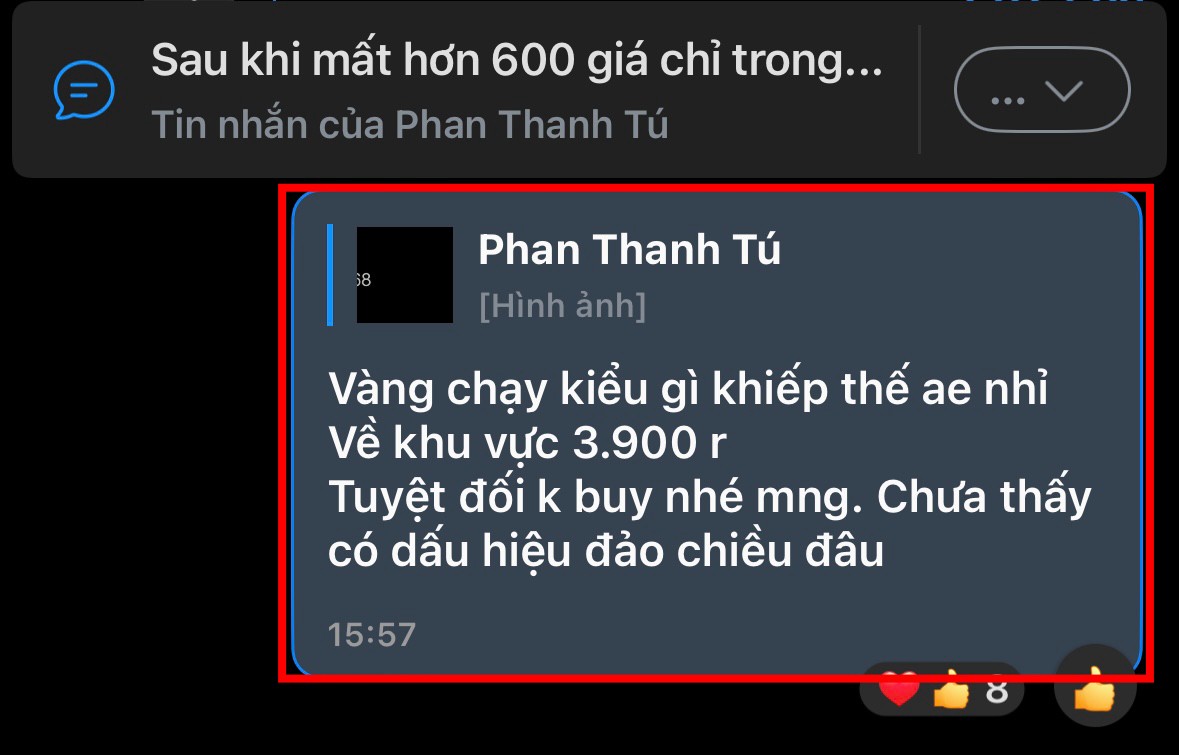 Sau khi mất hơn 600 giá chỉ trong...
Tin nhắn của Phan Thanh Tú
...
Phan Thanh Tú
68
[Hình ảnh]
Vàng chạy kiểu gì khiếp thế ae nhỉ
Về khu vực 3.900 r
Tuyệt đối k buy nhé mng. Chưa thấy
có dấu hiệu đảo chiều đâu
15:57
8